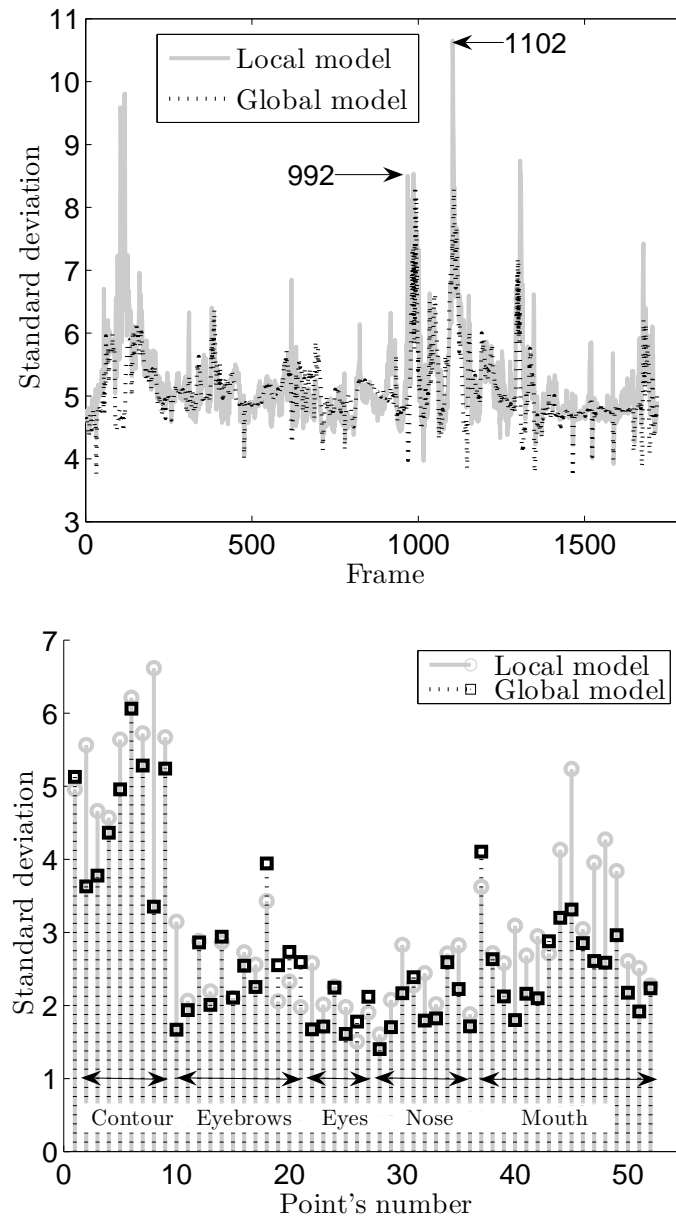 11
10
9
8
7
6
5
4
3
Standard deviation
Local model
Global model
1102
992
0 500 1000 1500
Frame
7
6
5
4
3
2
1
0
Standard deviation
Local model
Global model
Contour Eyebrows Eyes Nose Mouth
0 10 20 30 40 50
Point's number